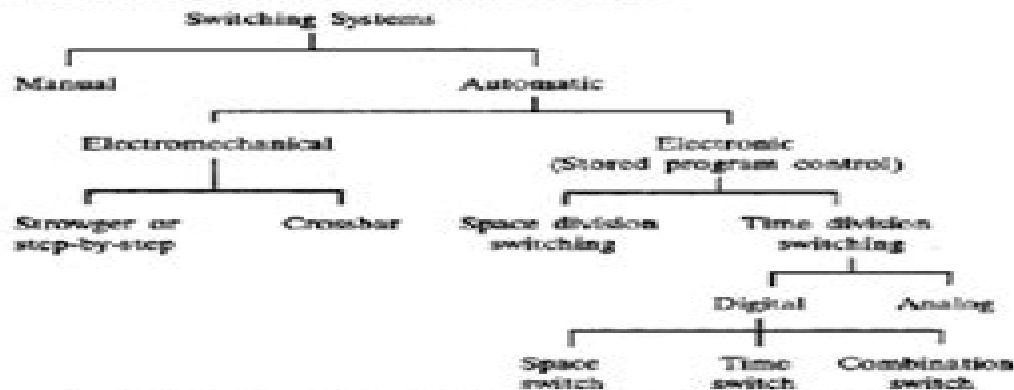 Switching Systems
Manual
Automatic
Electromechanical
Electronic
(Stored program control)
Strowger or
step-by-step
Crossbar
Space division
switching
Time division
switching
Digital
Analog
Space
switch
Time
switch
Combination
switch